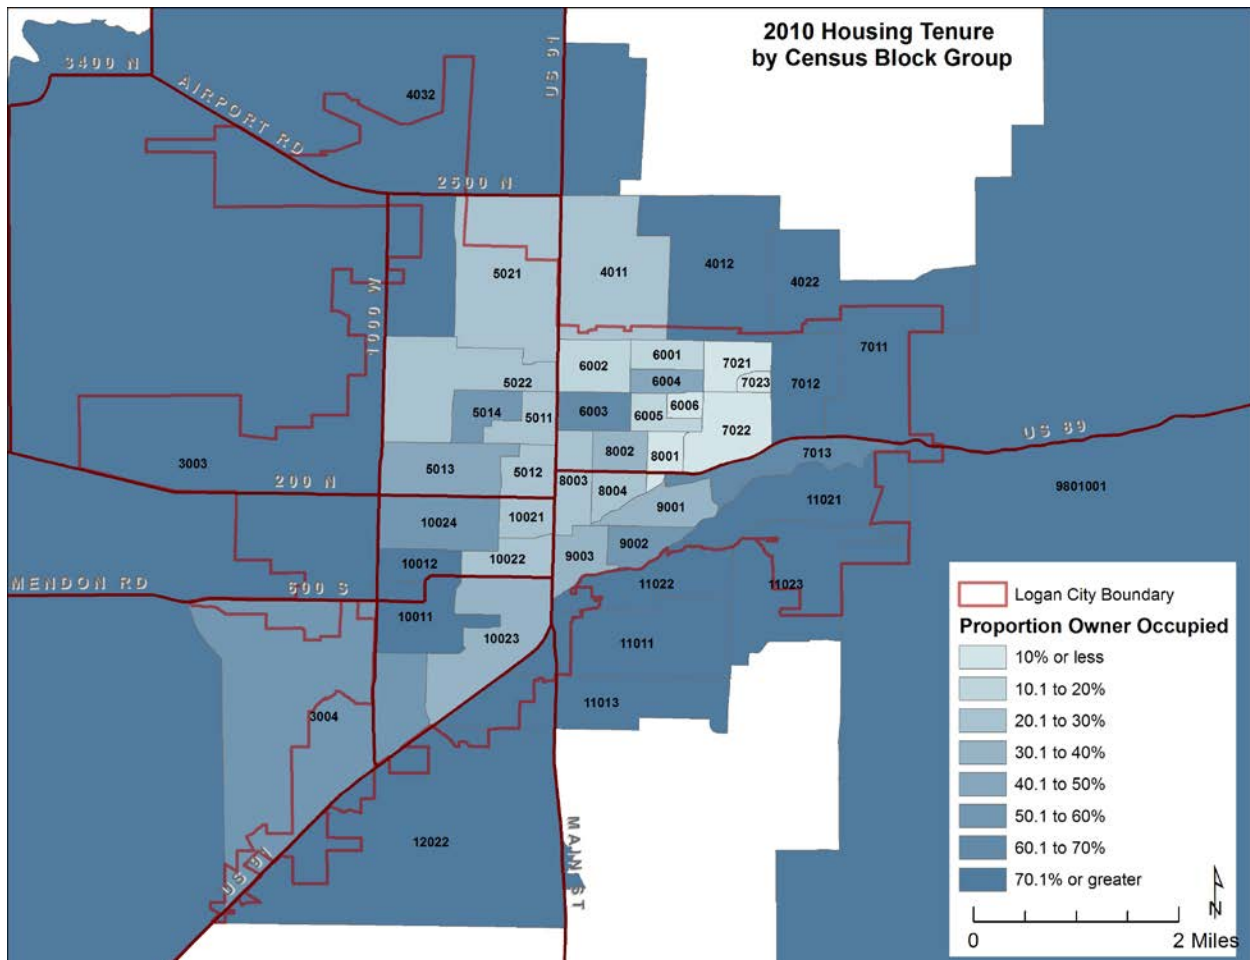 2010 Housing Tenure
by Census Block Group
US 91
3400 N
AIRPORT RD
4032
2500 N
5021
4011
4012
4022
1000 W
7011
6002
6001
7021
7023
7012
5022
6004
5014
5011
6003
6005
6006
7022
US 89
3003
5013
5012
8002
8001
7013
200 N
8003
8004
9001
11021
9801001
10024
10021
9002
10012
10022
9003
MENDON RD
600 S
11022
11023
10011
10023
11011
11013
3004
12022
US 91
MAIN ST
Logan City Boundary
Proportion Owner Occupied
10% or less
10.1 to 20%
20.1 to 30%
30.1 to 40%
40.1 to 50%
50.1 to 60%
60.1 to 70%
70.1% or greater
N
0 2 Miles